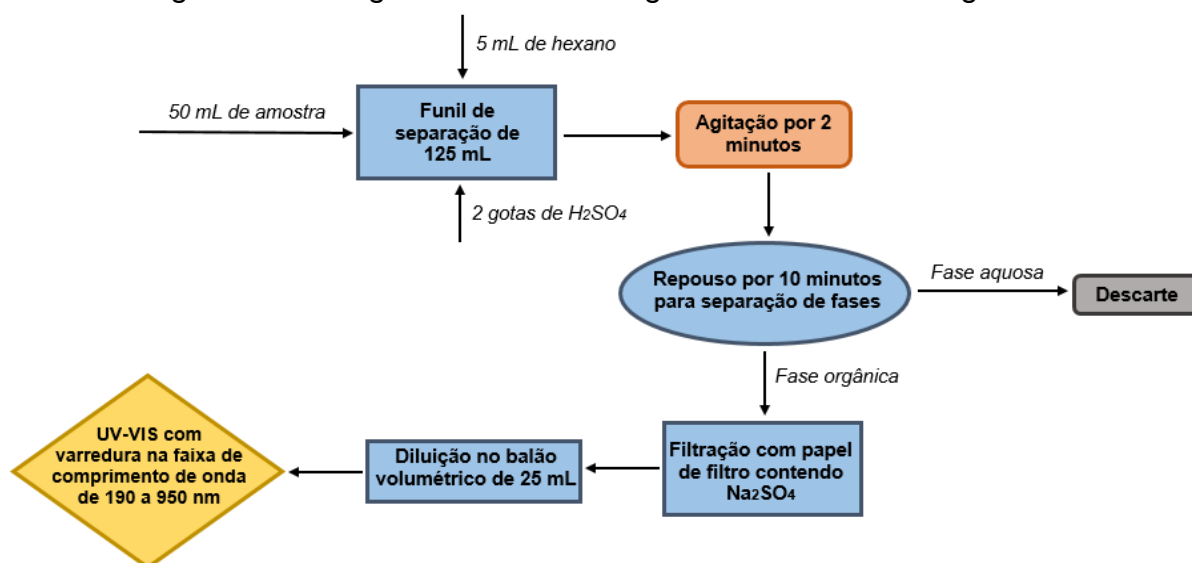 5 mL de hexano
50 mL de amostra
Funil de
separação de
125 mL
2 gotas de H2SO4
Agitação por 2
minutos
Repouso por 10 minutos
para separação de fases
Fase aquosa
Descarte
Fase orgânica
Filtração com papel
de filtro contendo
Na2SO4
Diluição no balão
volumétrico de 25 mL
UV-VIS com
varredura na faixa de
comprimento de onda
de 190 a 950 nm